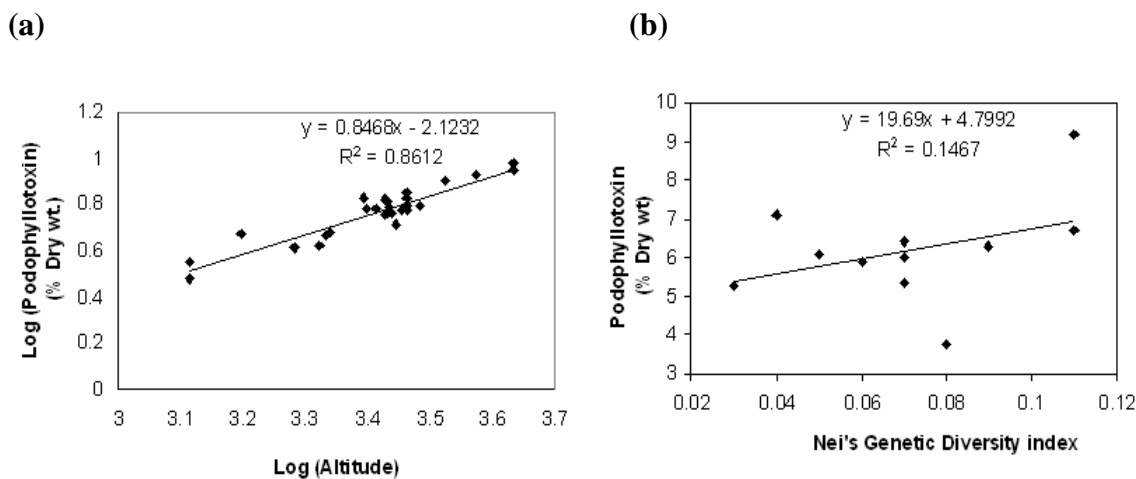 (a)
(b)
Log (Podophyllotoxin)
(% Dry wt.)
1.2
1
0.8
0.6
0.4
0.2
0
y = 0.8468x - 2.1232
R² = 0.8612
3 3.1 3.2 3.3 3.4 3.5 3.6 3.7
Log (Altitude)
Podophyllotoxin
(% Dry wt)
10
9
8
7
6
5
4
3
y = 19.69x + 4.7992
R² = 0.1467
0.02 0.04 0.06 0.08 0.1 0.12
Nei's Genetic Diversity index